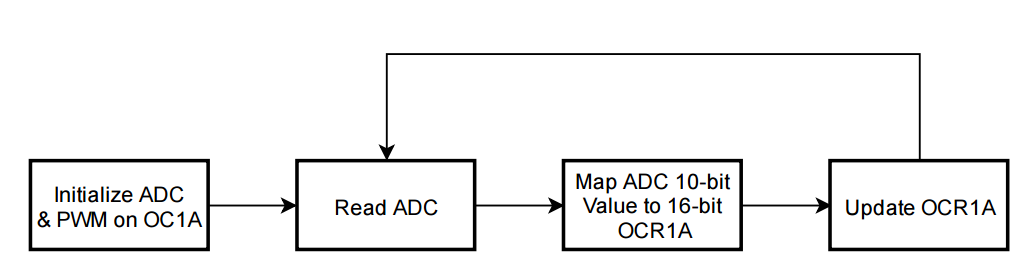 Initialize ADC
& PWM on OC1A
Read ADC
Map ADC 10-bit
Value to 16-bit
OCR1A
Update OCR1A